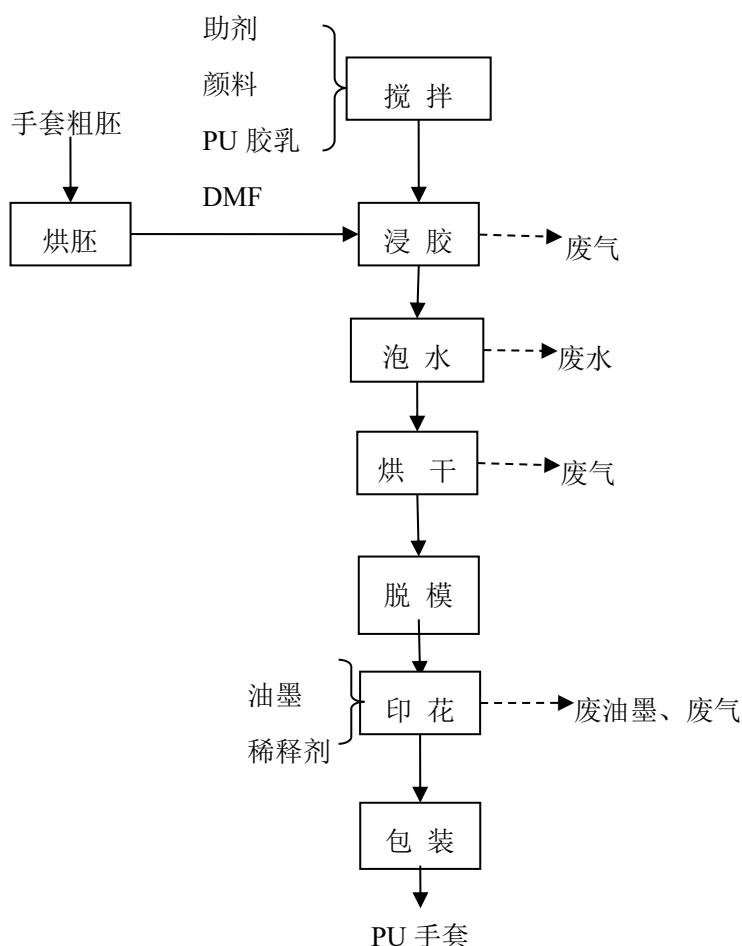 助剂
颜料
搅 拌
手套粗胚
PU 胶乳
DMF
烘胚
浸 胶
废气
泡 水
废水
烘 干
废气
脱 模
油墨
稀释剂
印 花
废油墨、废气
包 装
PU 手套